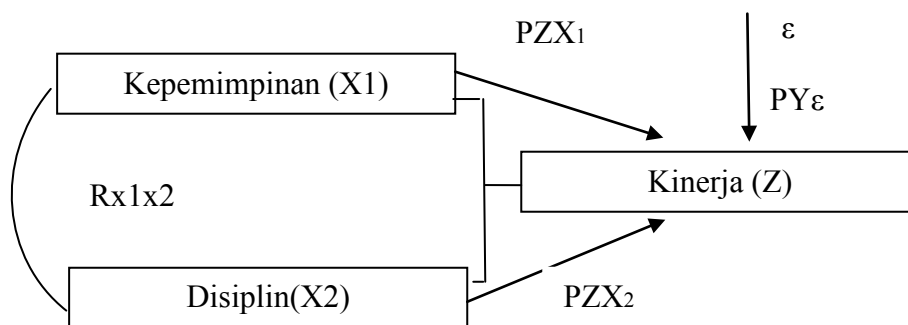 PZX1
ε
Kepemimpinan (X1)
PYε
Kinerja (Z)
Rx1x2
Disiplin(X2)
PZX2